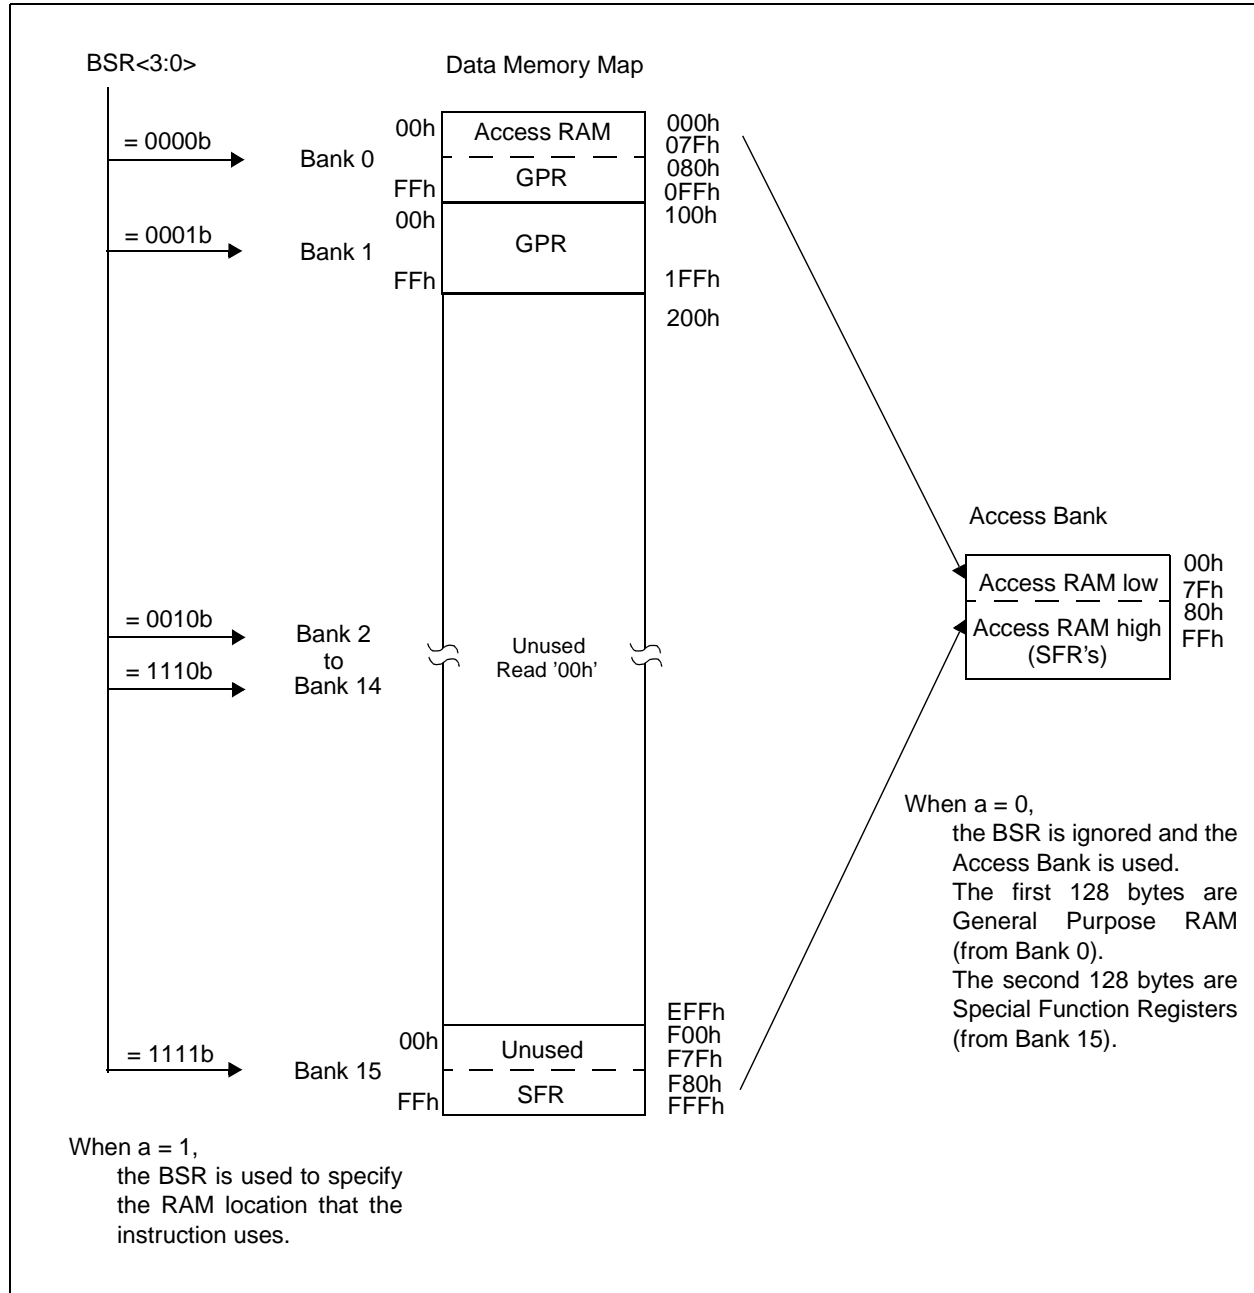 BSR<3:0>
Data Memory Map
= 0000b
Bank 0
00h
FFh
Access RAM
GPR
000h
07Fh
080h
0FFh
= 0001b
Bank 1
00h
FFh
GPR
100h
1FFh
200h
= 0010b
= 1110b
Bank 2
to
Bank 14
Unused
Read '00h'
EFFh
= 1111b
Bank 15
00h
FFh
Unused
SFR
F00h
F7Fh
F80h
FFFh
Access Bank
Access RAM low
Access RAM high
(SFR's)
00h
7Fh
80h
FFh
When a = 0,
the BSR is ignored and the
Access Bank is used.
The first 128 bytes are
General Purpose RAM
(from Bank 0).
The second 128 bytes are
Special Function Registers
(from Bank 15).
When a = 1,
the BSR is used to specify
the RAM location that the
instruction uses.